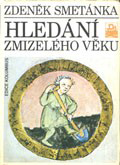 ZDENĚK SMETÁNKA
HLEDÁNÍ
ZMIZELÉHO VĚKU
EDICE KOLUMBUS